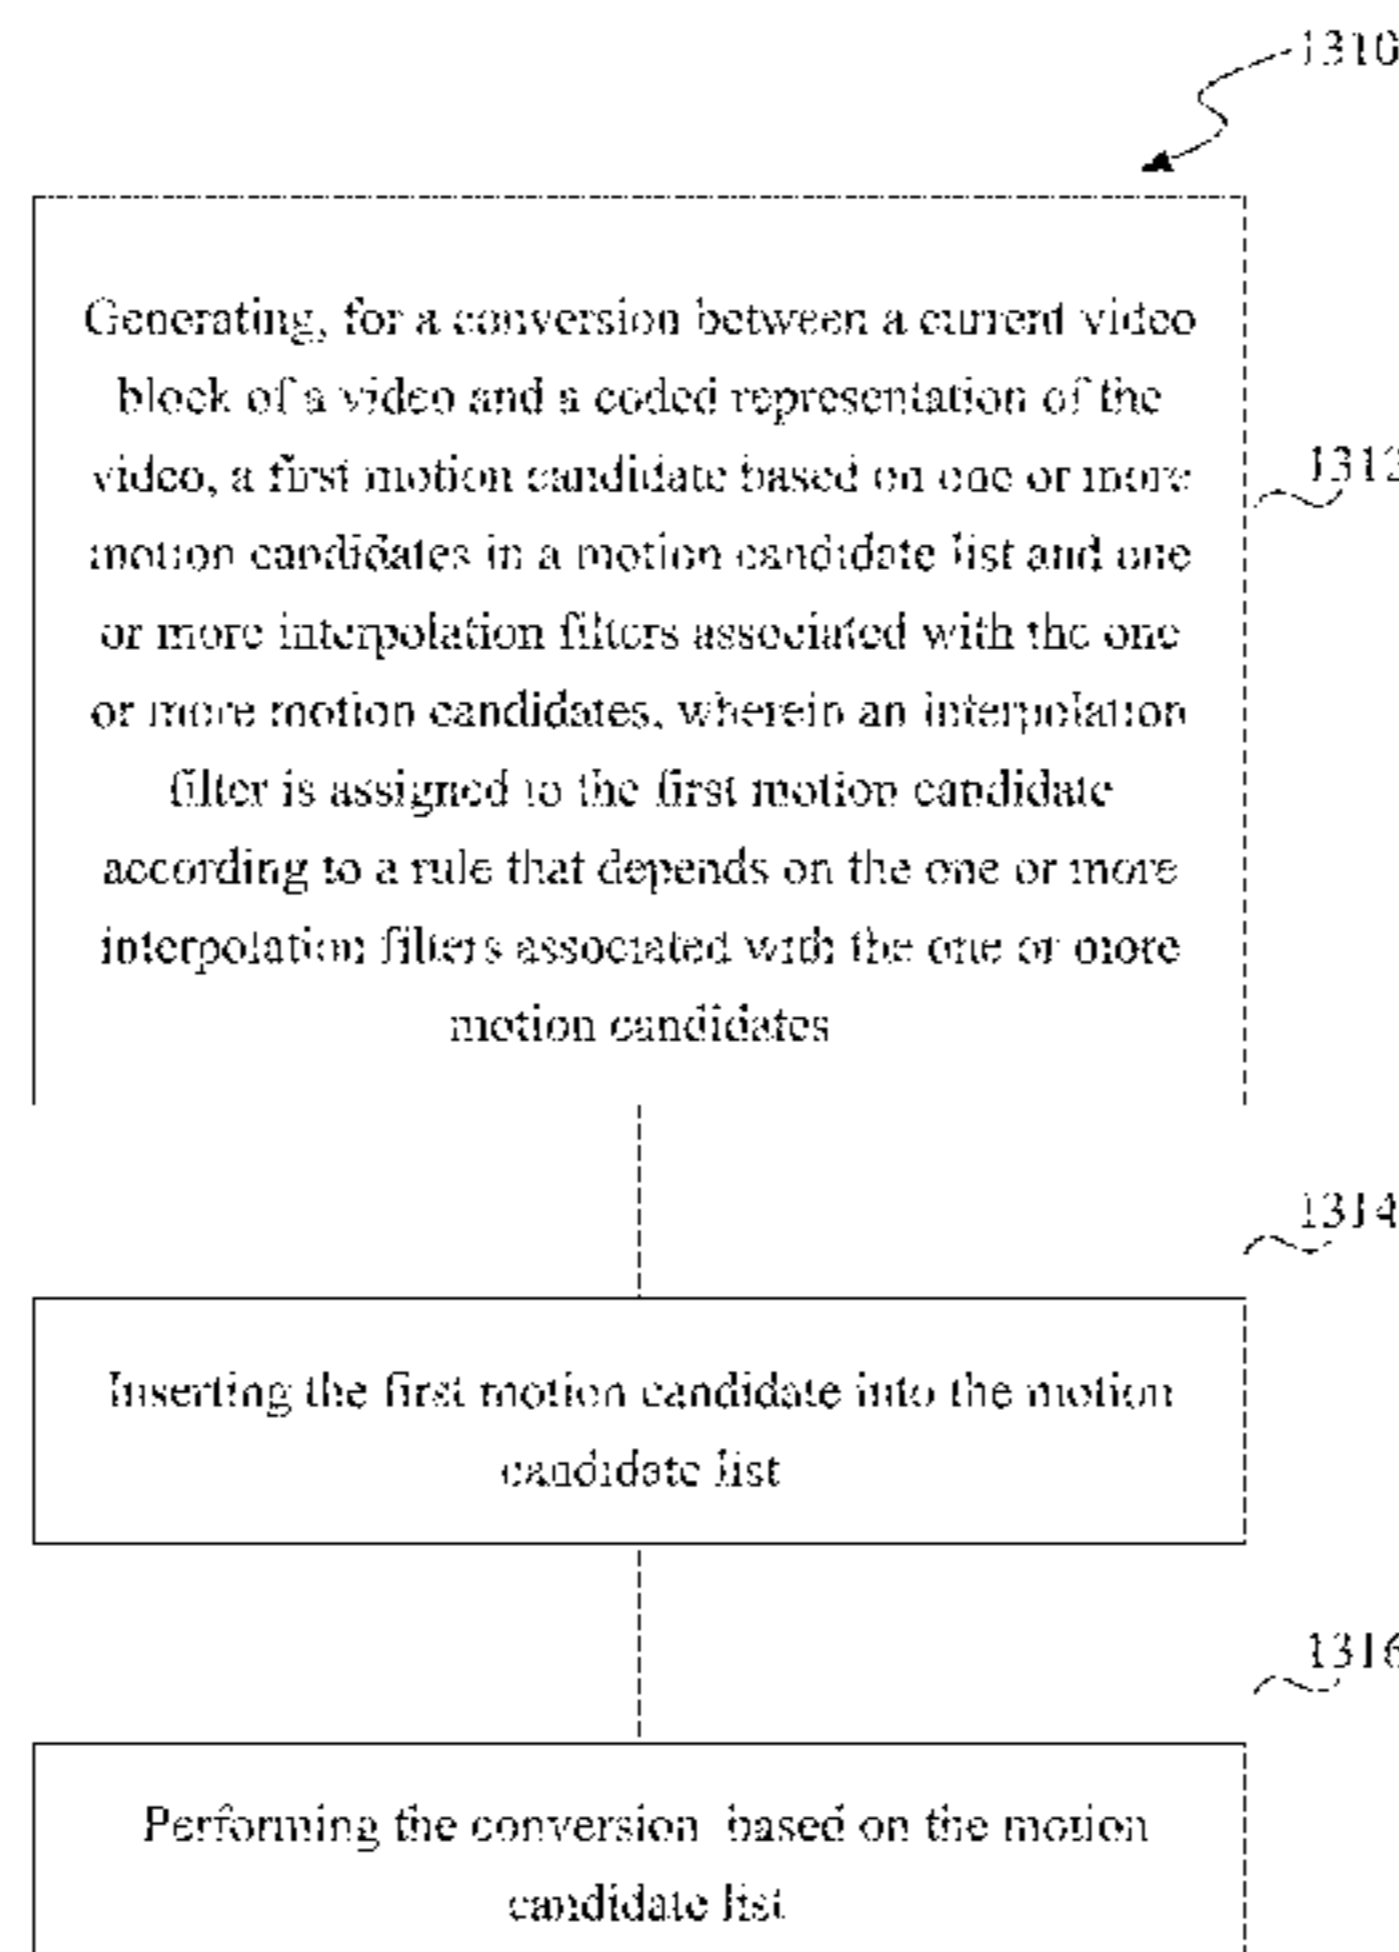 1310
Generating, for a conversion between a current video
block of a video and a coded representation of the
video, a first motion candidate based on one or more
motion candidates in a motion candidate list and one
or more interpolation filters associated with the one
or more motion candidates, wherein an interpolation
filter is assigned to the first motion candidate
according to a rule that depends on the one or more
interpolation filters associated with the one or more
motion candidates
1312
1314
Inserting the first motion candidate into the motion
candidate list
1316
Performing the conversion based on the motion
candidate list